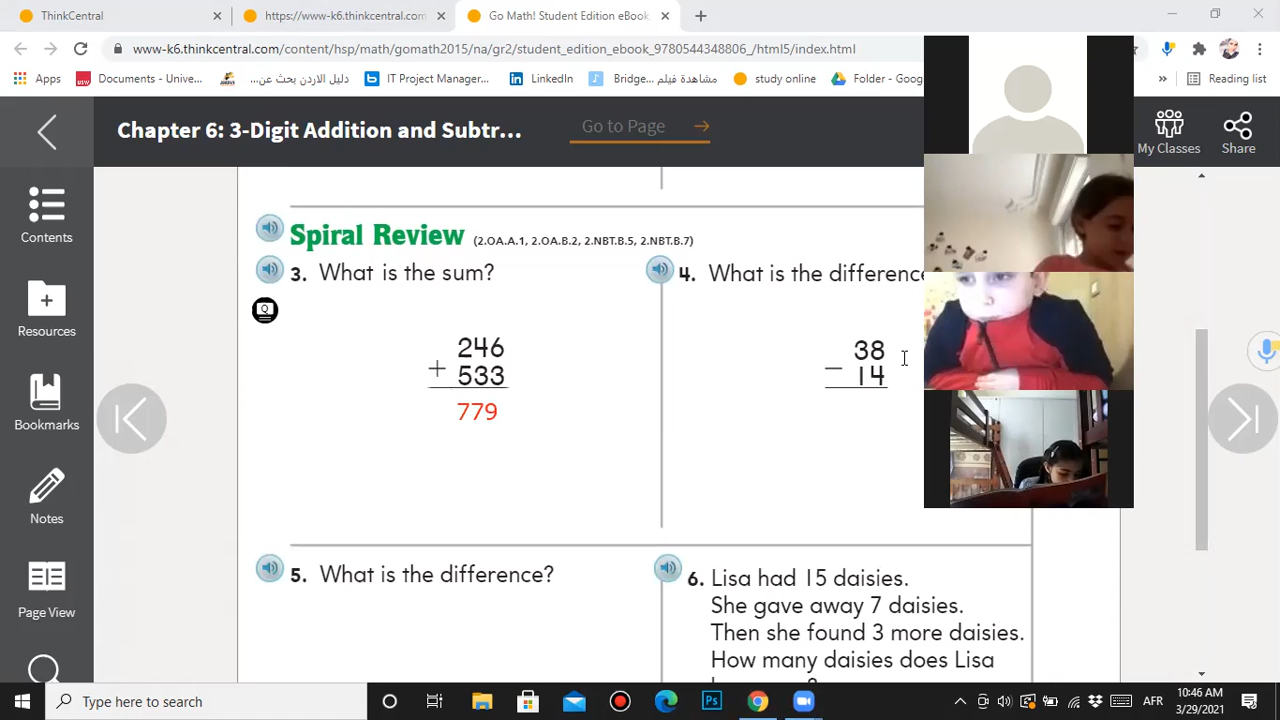 ThinkCentral
https://www-k6.thinkcentral.com
Go Math! Student Edition eBook
www-k6.thinkcentral.com/content/hsp/math/gomath2015/na/gr2/student_edition_ebook_9780544348806_/html5/index.html
Apps
Documents - Unive...
دليل الاردن بحث عن...
IT Project Manager...
LinkedIn
Bridge... مشاهدة فيلم
study online
Folder - Goog
»
Reading list
Chapter 6: 3-Digit Addition and Subtr...
Go to Page
My Classes
Share
Contents
Resources
Bookmarks
Notes
Page View
Spiral Review (2.OA.A.1, 2.OA.B.2, 2.NBT.B.5, 2.NBT.B.7)
3. What is the sum?
246
+ 533
779
4. What is the difference
38
− 14
5. What is the difference?
6. Lisa had 15 daisies.
She gave away 7 daisies.
Then she found 3 more daisies.
How many daisies does Lisa
Type here to search
Ps
AFR
10:46 AM
3/29/2021